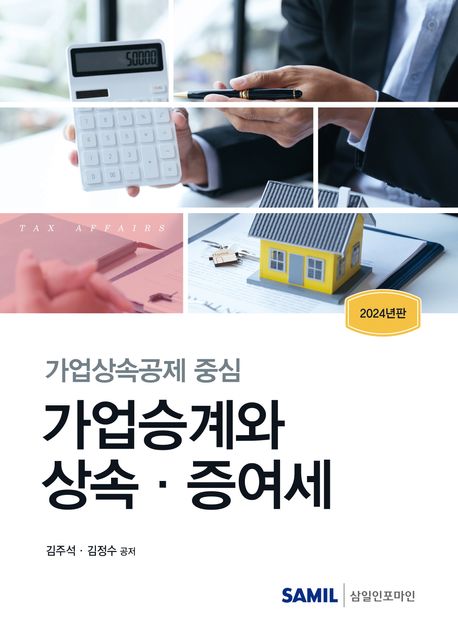 50.000
TAX AFFAIRS
2024년판
가업상속공제 중심
가업승계와
상속 · 증여세
김주석 · 김정수 공저
SAMIL 삼일인포마인